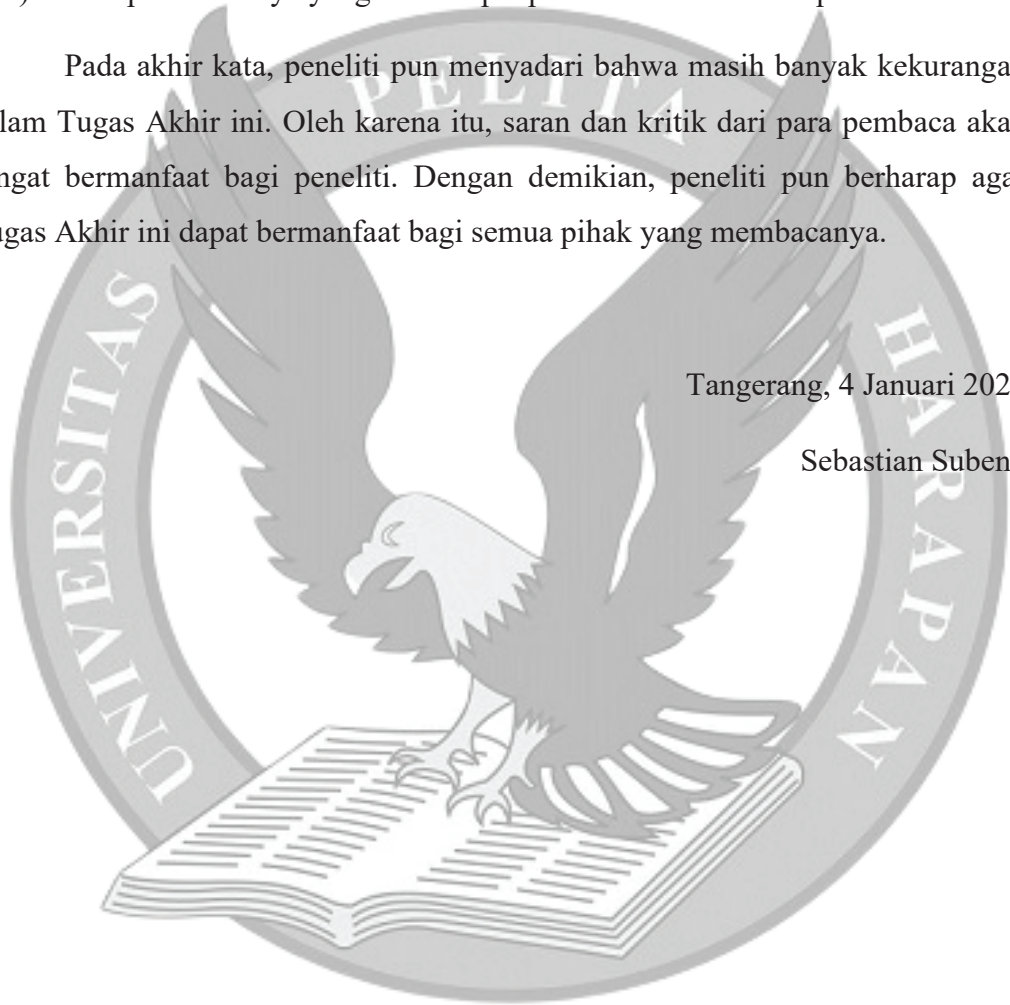 Pada akhir kata, peneliti pun menyadari bahwa masih banyak kekuranga
lam Tugas Akhir ini. Oleh karena itu, saran dan kritik dari para pembaca aka
ngat bermanfaat bagi peneliti. Dengan demikian, peneliti pun berharap aga
ugas Akhir ini dapat bermanfaat bagi semua pihak yang membacanya.
Tangerang, 4 Januari 202
Sebastian Suben
UNIVERSITAS PELITA HARAPAN